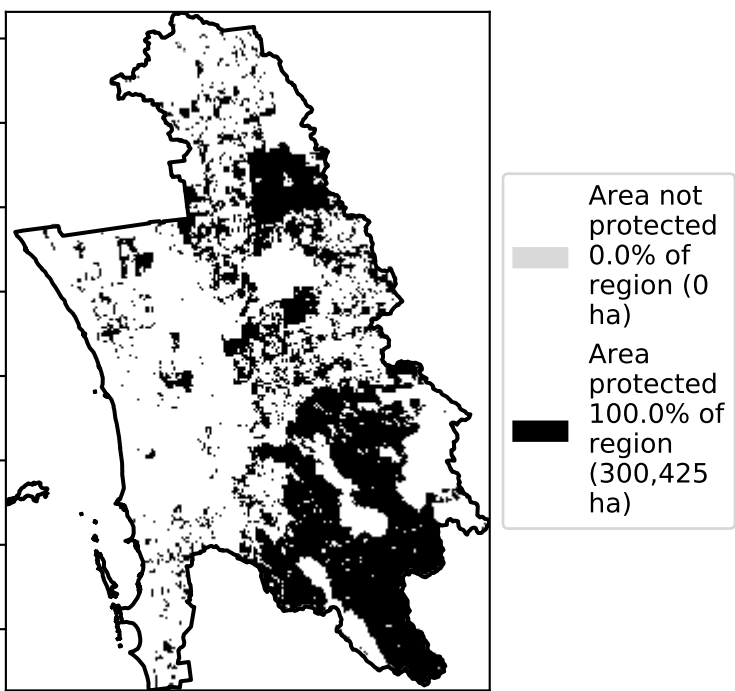 Area not
protected
0.0% of
region (0
ha)
Area
protected
100.0% of
region
(300,425
ha)